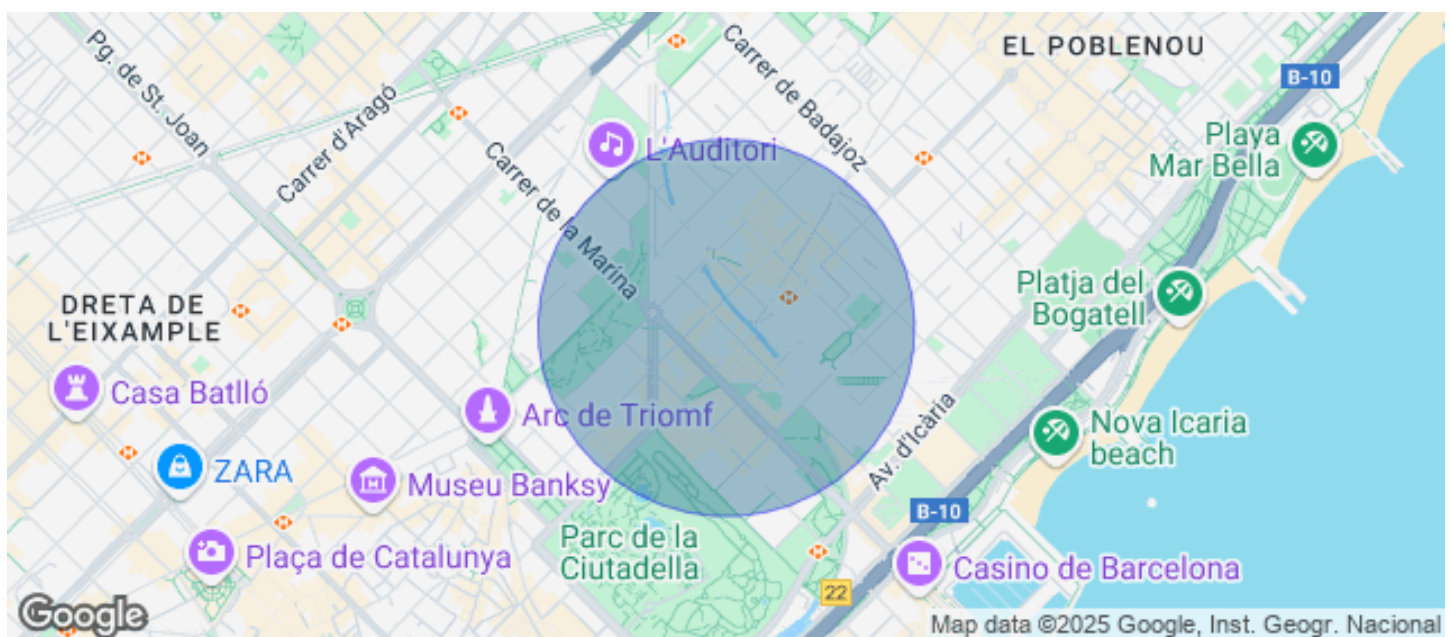 EL POBLENOU
B-10
Pg. de St. Joan
Carrer d'Aragó
Carrer de Badajoz
Playa
Mar Bella
L'Auditori
Carrer de la Marina
Platja del
Bogatell
DRETA DE
L'EIXAMPLE
Casa Batlló
Arc de Triomf
Av. d'Icària
Nova Icaria
beach
ZARA
Museu Banksy
B-10
Parc de la
Ciutadella
Plaça de Catalunya
Casino de Barcelona
22
Google
Map data ©2025 Google, Inst. Geogr. Nacional